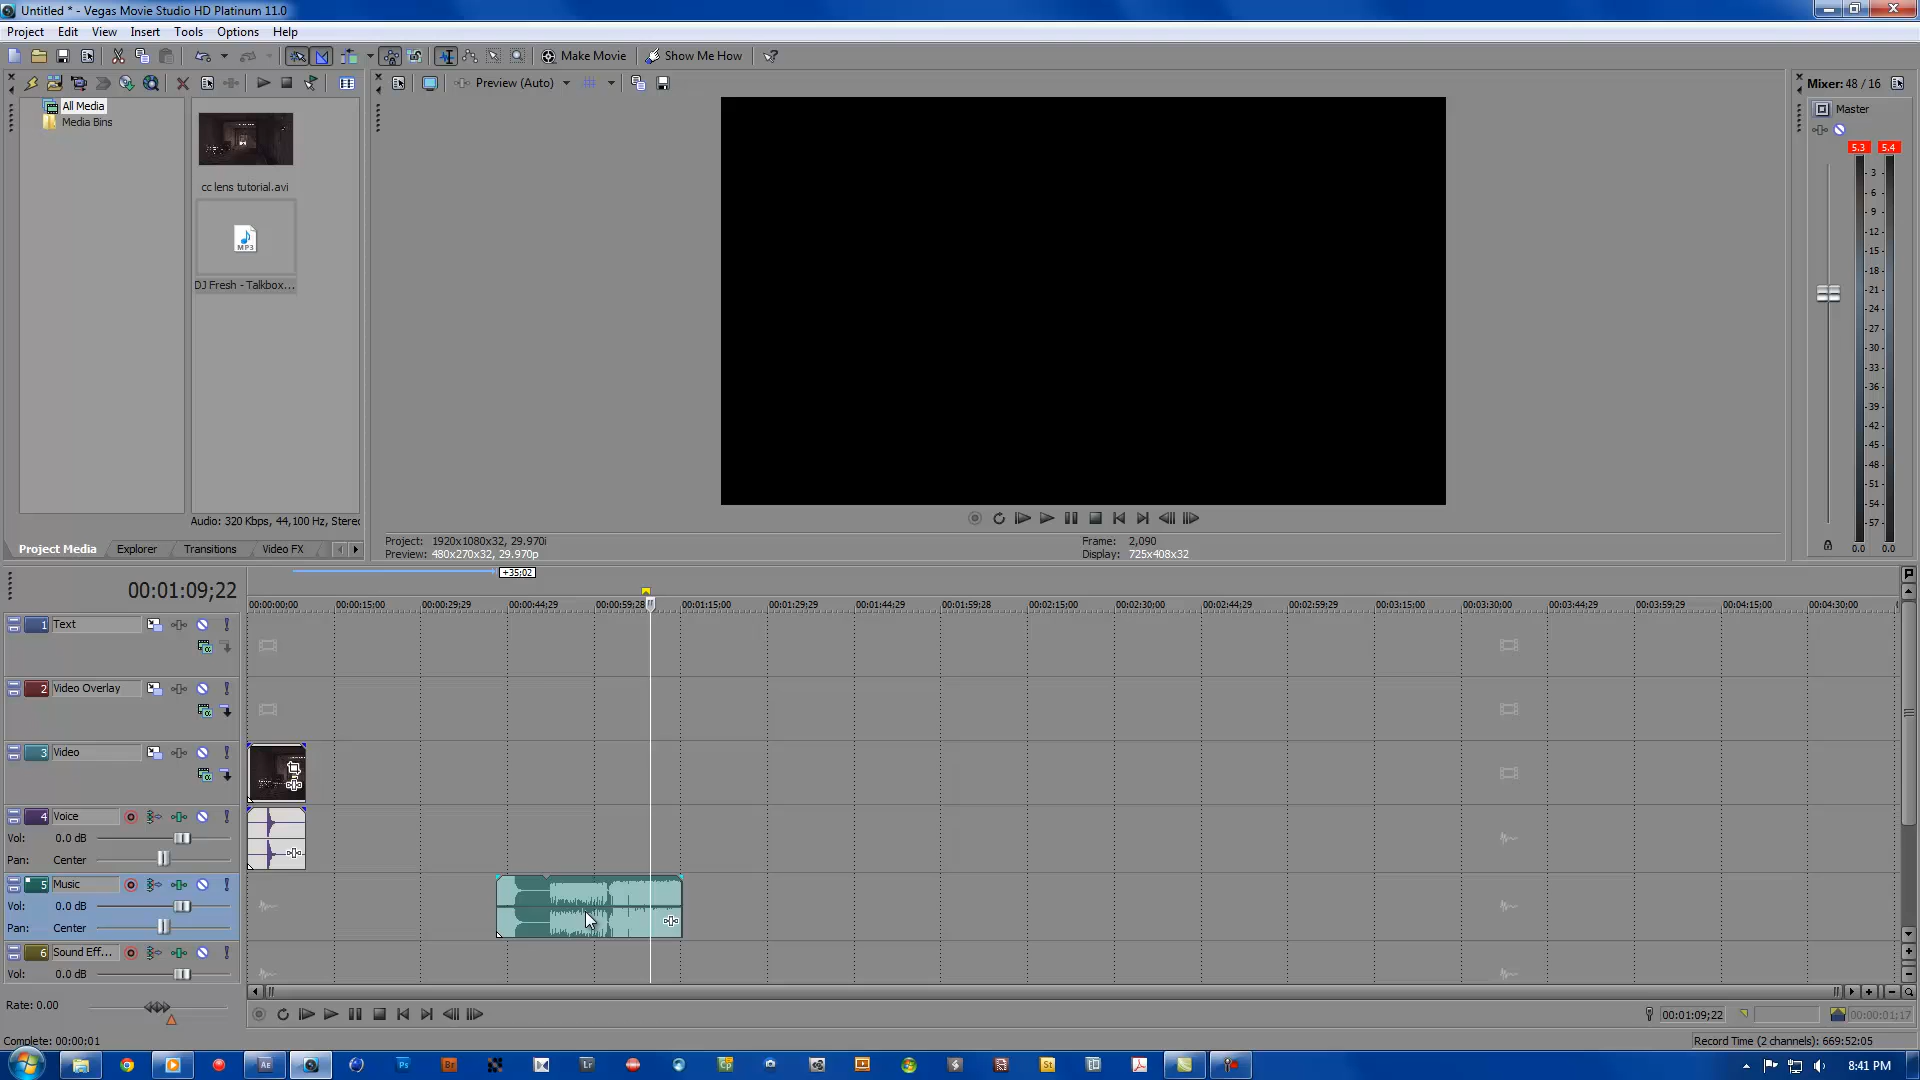 Untitled * - Vegas Movie Studio HD Platinum 11.0
Project Edit View Insert Tools Options Help
Make Movie Show Me How
Preview (Auto)
Mixer: 48 / 16
All Media
Media Bins
Master
5.3 5.4
3
6
9
12
15
18
21
24
27
30
33
36
39
42
45
48
51
54
57
0.0 0.0
cc lens tutorial.avi
MP3
DJ Fresh - Talkbox...
Audio: 320 Kbps, 44,100 Hz, Stereo
Project Media Explorer Transitions Video FX
Project: 1920x1080x32, 29.970i
Preview: 480x270x32, 29.970p
Frame: 2,090
Display: 725x408x32
+35:02
00:01:09;22
00:00:00;00 00:00:15;00 00:00:29;29 00:00:44;29 00:00:59;28 00:01:15;00 00:01:29;29 00:01:44;29 00:01:59;28 00:02:15;00 00:02:30;00 00:02:44;29 00:02:59;29 00:03:15;00 00:03:30;00 00:03:44;29 00:03:59;29 00:04:15;00 00:04:30;00
1 Text
2 Video Overlay
3 Video
4 Voice
Vol: 0.0 dB
Pan: Center
5 Music
Vol: 0.0 dB
Pan: Center
6 Sound Eff...
Vol: 0.0 dB
Rate: 0.00
00:01:09;22 00:00:01;17
Complete: 00:00:01
Record Time (2 channels): 669:52:05
AE Ps Br Lr Cp St
8:41 PM